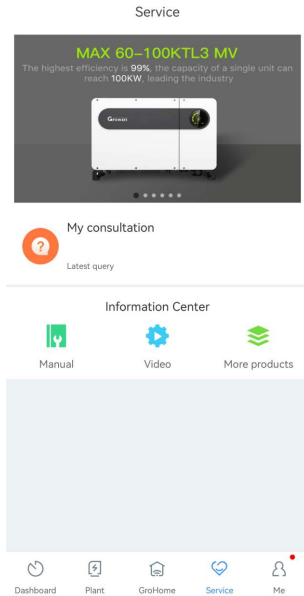 Service
MAX 60-100KTL3 MV
The highest efficiency is 99%, the capacity of a single unit can
reach 100KW, leading the industry
Growatt
My consultation
Latest query
Information Center
Manual Video More products
Dashboard Plant GroHome Service Me